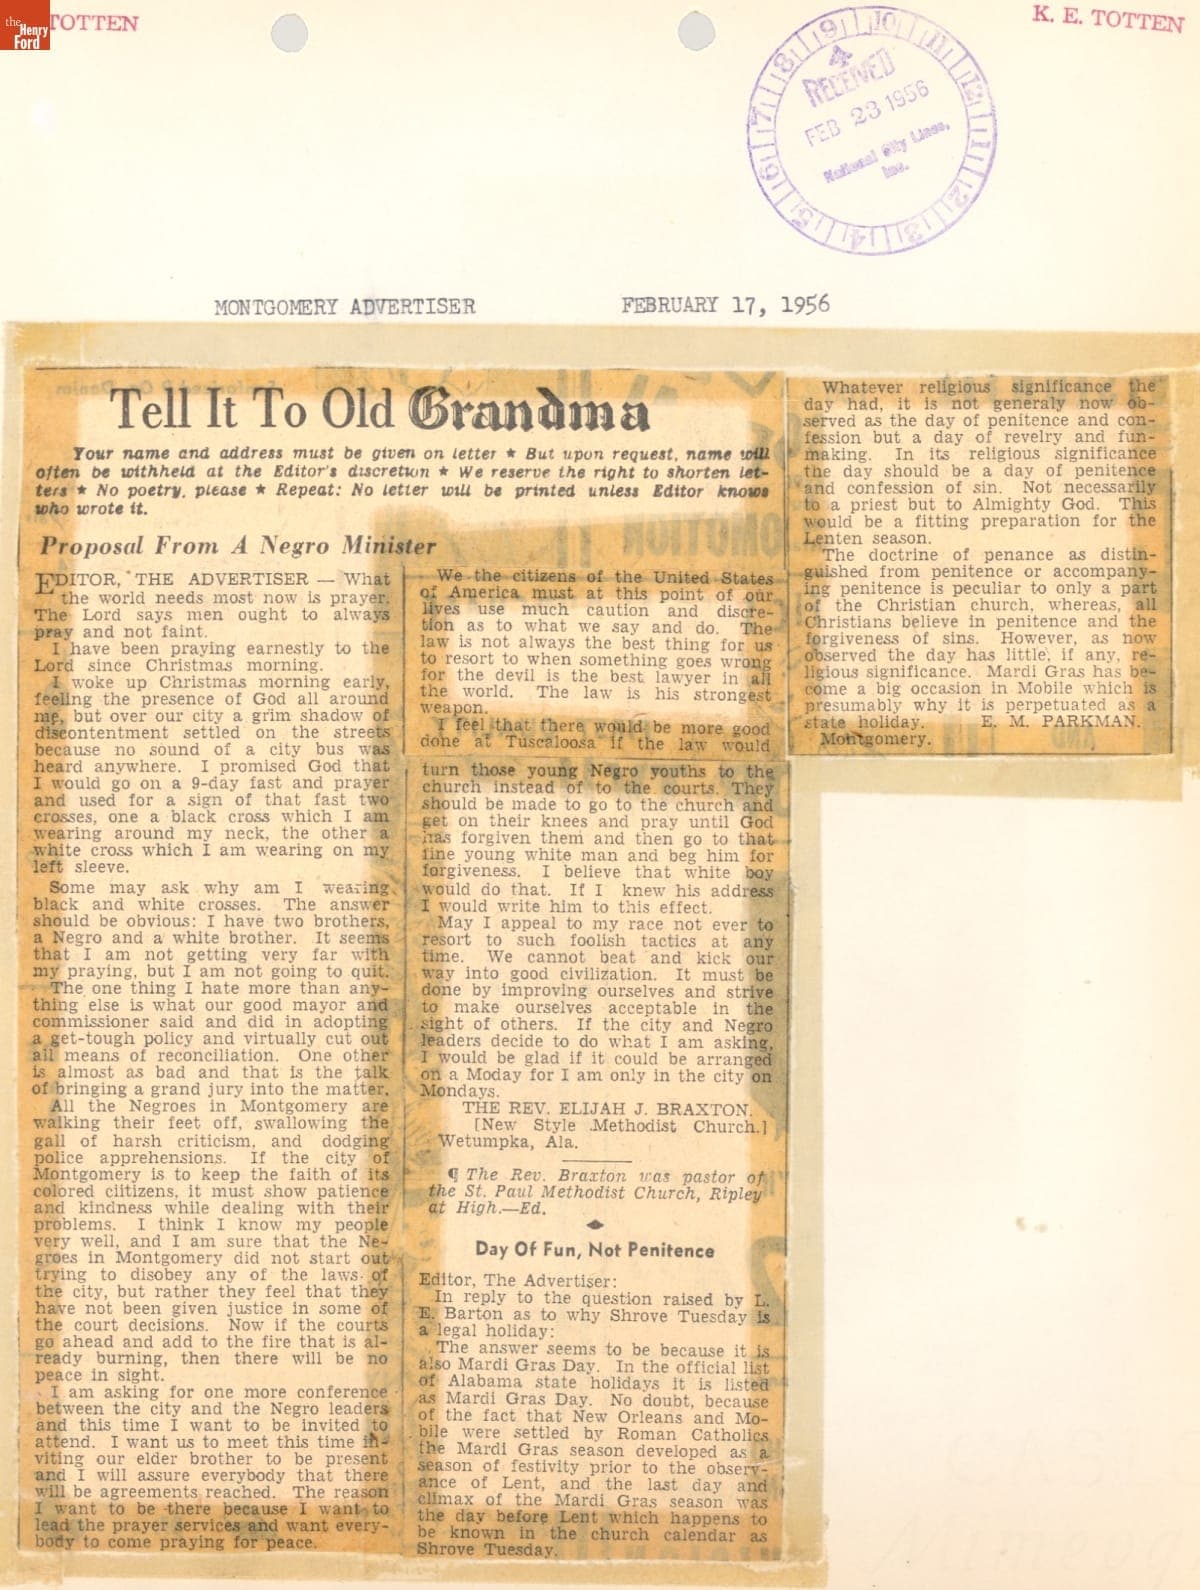 the
Henry
Ford
TOTTEN
K. E. TOTTEN
9 10 11 12 1 2 3 4 5 6 7 8
RECEIVED
FEB 23 1956
National City Lines,
Inc.
MONTGOMERY ADVERTISER FEBRUARY 17, 1956
Tell It To Old Grandma
Your name and address must be given on letter ★ But upon request, name will
often be withheld at the Editor's discretion ★ We reserve the right to shorten let-
ters ★ No poetry, please ★ Repeat: No letter will be printed unless Editor knows
who wrote it.
Proposal From A Negro Minister
EDITOR, THE ADVERTISER — What
the world needs most now is prayer.
The Lord says men ought to always
pray and not faint.
I have been praying earnestly to the
Lord since Christmas morning.
I woke up Christmas morning early,
feeling the presence of God all around
me, but over our city a grim shadow of
discontentment settled on the streets
because no sound of a city bus was
heard anywhere. I promised God that
I would go on a 9-day fast and prayer
and used for a sign of that fast two
crosses, one a black cross which I am
wearing around my neck, the other a
white cross which I am wearing on my
left sleeve.
Some may ask why am I wearing
black and white crosses. The answer
should be obvious: I have two brothers,
a Negro and a white brother. It seems
that I am not getting very far with
my praying, but I am not going to quit.
The one thing I hate more than any-
thing else is what our good mayor and
commissioner said and did in adopting
a get-tough policy and virtually cut out
all means of reconciliation. One other
is almost as bad and that is the talk
of bringing a grand jury into the matter.
All the Negroes in Montgomery are
walking their feet off, swallowing the
gall of harsh criticism, and dodging
police apprehensions. If the city of
Montgomery is to keep the faith of its
colored ciitizens, it must show patience
and kindness while dealing with their
problems. I think I know my people
very well, and I am sure that the Ne-
groes in Montgomery did not start out
trying to disobey any of the laws of
the city, but rather they feel that they
have not been given justice in some of
the court decisions. Now if the courts
go ahead and add to the fire that is al-
ready burning, then there will be no
peace in sight.
I am asking for one more conference
between the city and the Negro leaders
and this time I want to be invited to
attend. I want us to meet this time in-
viting our elder brother to be present
and I will assure everybody that there
will be agreements reached. The reason
I want to be there because I want to
lead the prayer services and want every-
body to come praying for peace.
We the citizens of the United States
of America must at this point of our
lives use much caution and discre-
tion as to what we say and do. The
law is not always the best thing for us
to resort to when something goes wrong
for the devil is the best lawyer in all
the world. The law is his strongest
weapon.
I feel that there would be more good
done at Tuscaloosa if the law would
turn those young Negro youths to the
church instead of to the courts. They
should be made to go to the church and
get on their knees and pray until God
has forgiven them and then go to that
fine young white man and beg him for
forgiveness. I believe that white boy
would do that. If I knew his address
I would write him to this effect.
May I appeal to my race not ever to
resort to such foolish tactics at any
time. We cannot beat and kick our
way into good civilization. It must be
done by improving ourselves and strive
to make ourselves acceptable in the
sight of others. If the city and Negro
leaders decide to do what I am asking,
I would be glad if it could be arranged
on a Moday for I am only in the city on
Mondays.
THE REV. ELIJAH J. BRAXTON.
[New Style Methodist Church.]
Wetumpka, Ala.
¶ The Rev. Braxton was pastor of
the St. Paul Methodist Church, Ripley
at High.—Ed.
Day Of Fun, Not Penitence
Editor, The Advertiser:
In reply to the question raised by L.
E. Barton as to why Shrove Tuesday is
a legal holiday:
The answer seems to be because it is
also Mardi Gras Day. In the official list
of Alabama state holidays it is listed
as Mardi Gras Day. No doubt, because
of the fact that New Orleans and Mo-
bile were settled by Roman Catholics
the Mardi Gras season developed as a
season of festivity prior to the observ-
ance of Lent, and the last day and
climax of the Mardi Gras season was
the day before Lent which happens to
be known in the church calendar as
Shrove Tuesday.
Whatever religious significance the
day had, it is not generaly now ob-
served as the day of penitence and con-
fession but a day of revelry and fun-
making. In its religious significance
the day should be a day of penitence
and confession of sin. Not necessarily
to a priest but to Almighty God. This
would be a fitting preparation for the
Lenten season.
The doctrine of penance as distin-
guished from penitence or accompany-
ing penitence is peculiar to only a part
of the Christian church, whereas, all
Christians believe in penitence and the
forgiveness of sins. However, as now
observed the day has little, if any, re-
ligious significance. Mardi Gras has be-
come a big occasion in Mobile which is
presumably why it is perpetuated as a
state holiday. E. M. PARKMAN.
Montgomery.